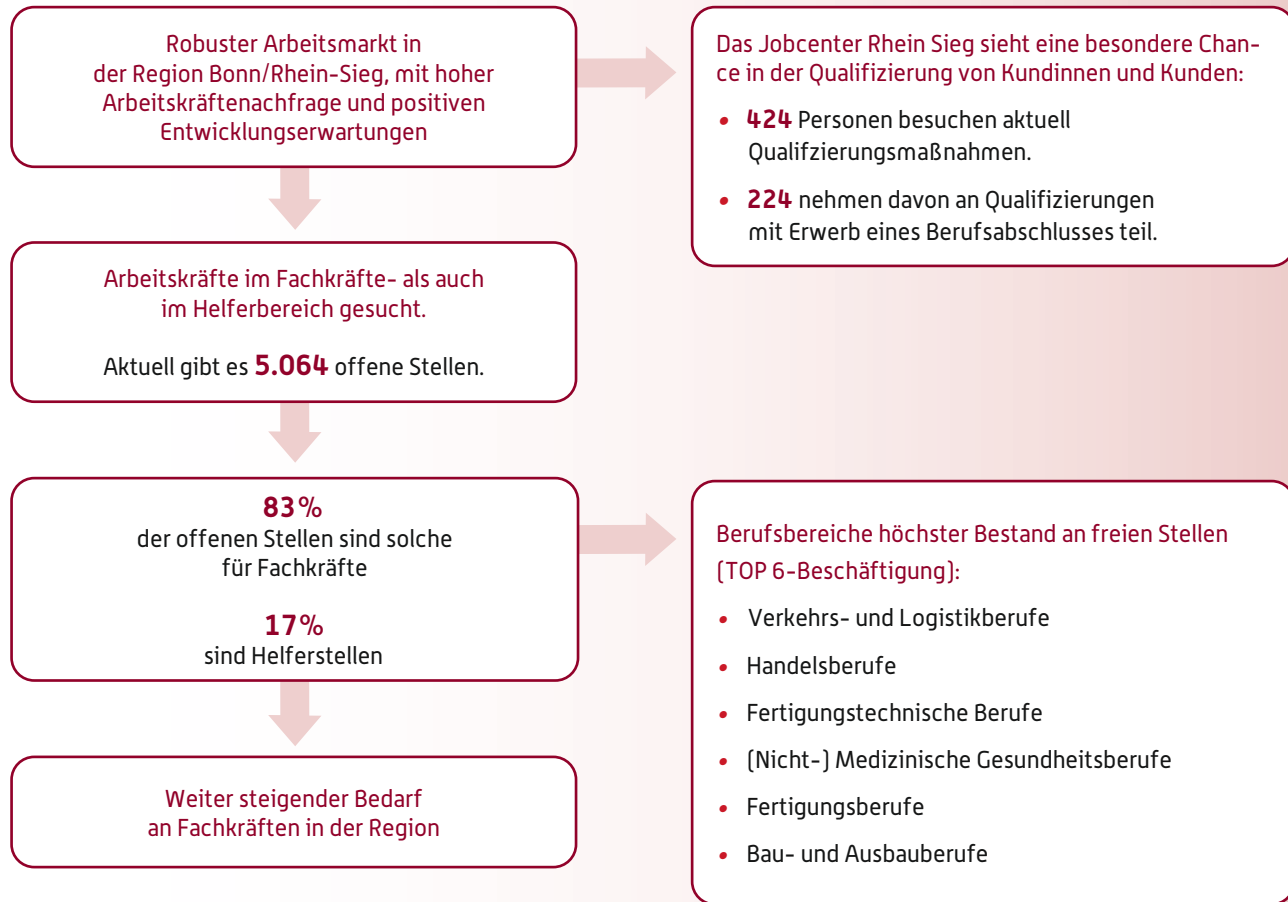 Robuster Arbeitsmarkt in
der Region Bonn/Rhein-Sieg, mit hoher
Arbeitskräftenachfrage und positiven
Entwicklungserwartungen
Das Jobcenter Rhein Sieg sieht eine besondere Chan-
ce in der Qualifizierung von Kundinnen und Kunden:
• 424 Personen besuchen aktuell
Qualifzierungsmaßnahmen.
• 224 nehmen davon an Qualifizierungen
mit Erwerb eines Berufsabschlusses teil.
Arbeitskräfte im Fachkräfte- als auch
im Helferbereich gesucht.
Aktuell gibt es 5.064 offene Stellen.
83%
der offenen Stellen sind solche
für Fachkräfte
17%
sind Helferstellen
Berufsbereiche höchster Bestand an freien Stellen
(TOP 6-Beschäftigung):
• Verkehrs- und Logistikberufe
• Handelsberufe
• Fertigungstechnische Berufe
• (Nicht-) Medizinische Gesundheitsberufe
• Fertigungsberufe
• Bau- und Ausbauberufe
Weiter steigender Bedarf
an Fachkräften in der Region